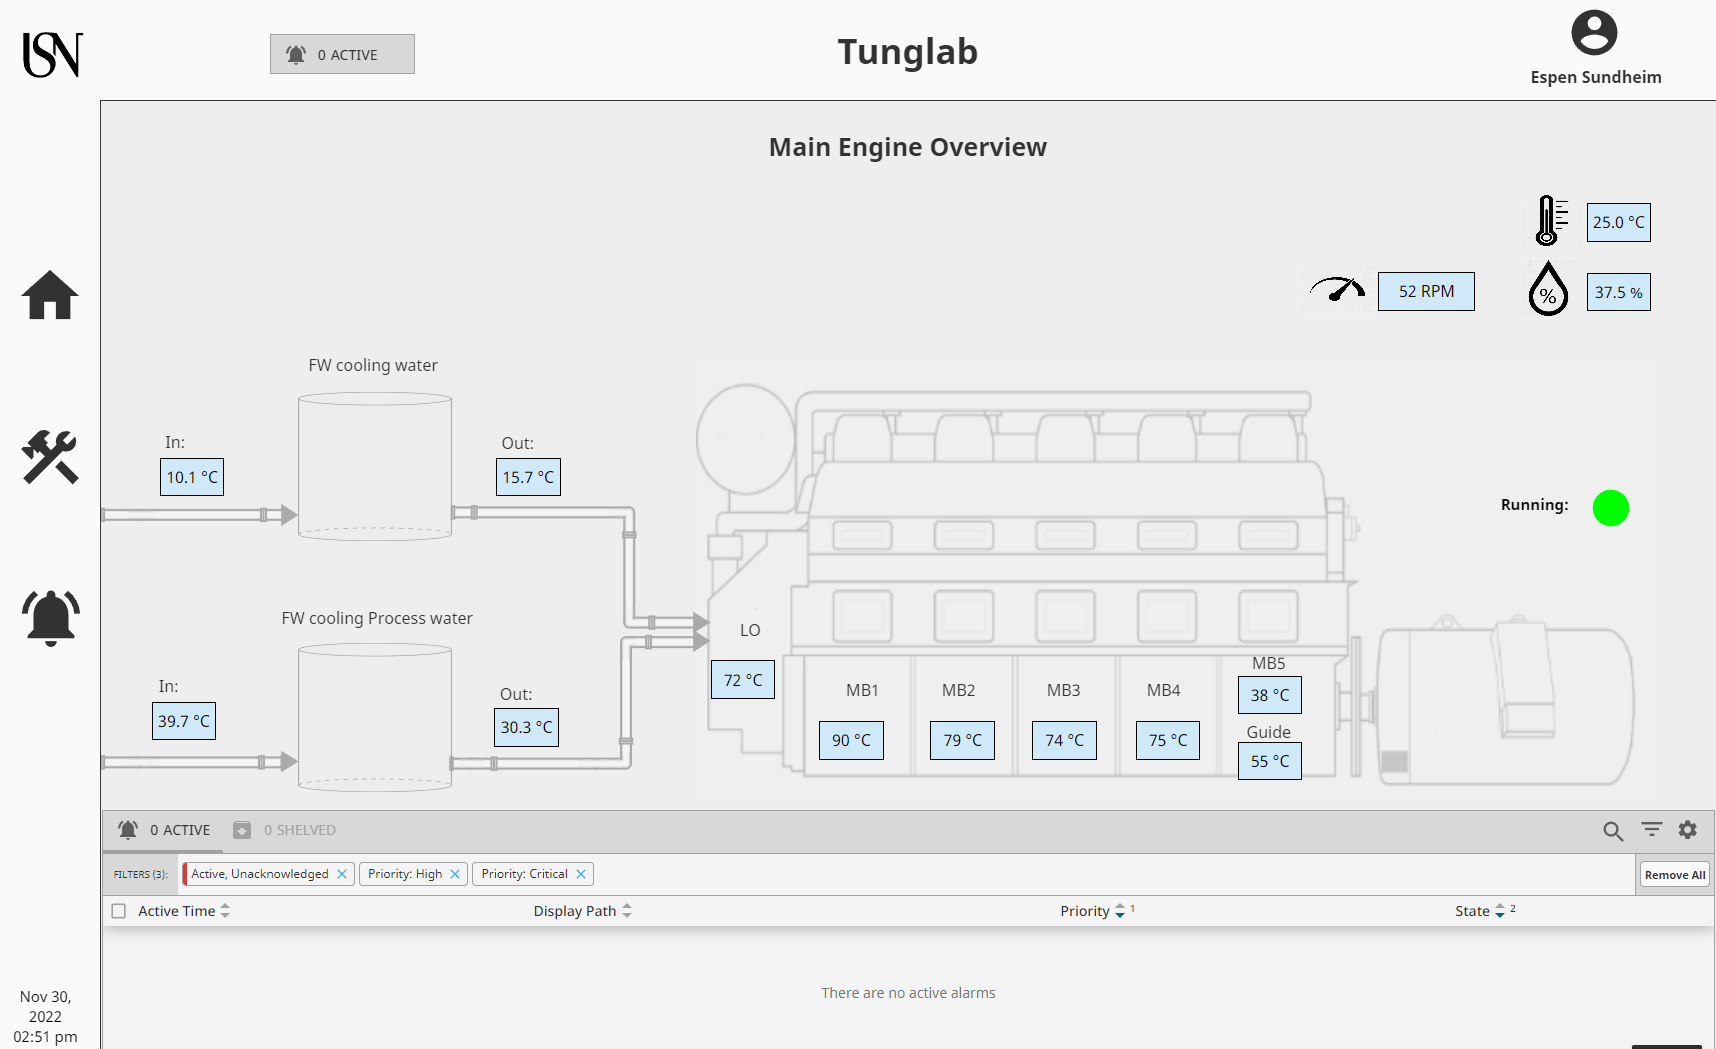 USN
0 ACTIVE
Tunglab
Espen Sundheim
Main Engine Overview
25.0 °C
52 RPM
%
37.5 %
FW cooling water
In:
Out:
10.1 °C
15.7 °C
Running:
FW cooling Process water
LO
72 °C
In:
Out:
39.7 °C
30.3 °C
MB1
MB2
MB3
MB4
MB5
38 °C
90 °C
79 °C
74 °C
75 °C
Guide
55 °C
0 ACTIVE
0 SHELVED
FILTERS (3):
Active, Unacknowledged
Priority: High
Priority: Critical
Remove All
Active Time
Display Path
Priority 1
State 2
There are no active alarms
Nov 30,
2022
02:51 pm